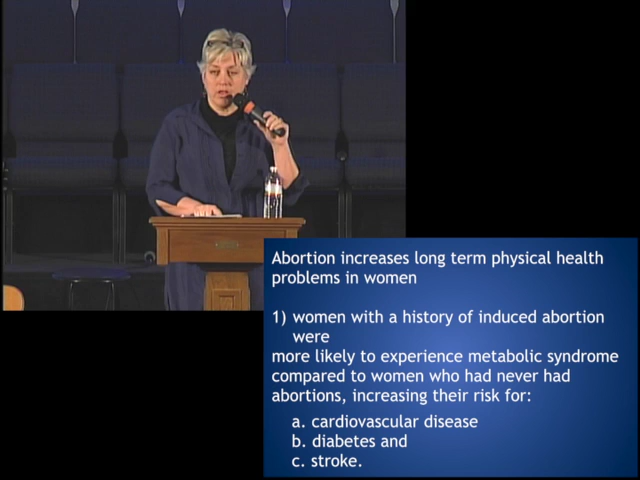 Abortion increases long term physical health
problems in women
1) women with a history of induced abortion
were
more likely to experience metabolic syndrome
compared to women who had never had
abortions, increasing their risk for:
a. cardiovascular disease
b. diabetes and
c. stroke.